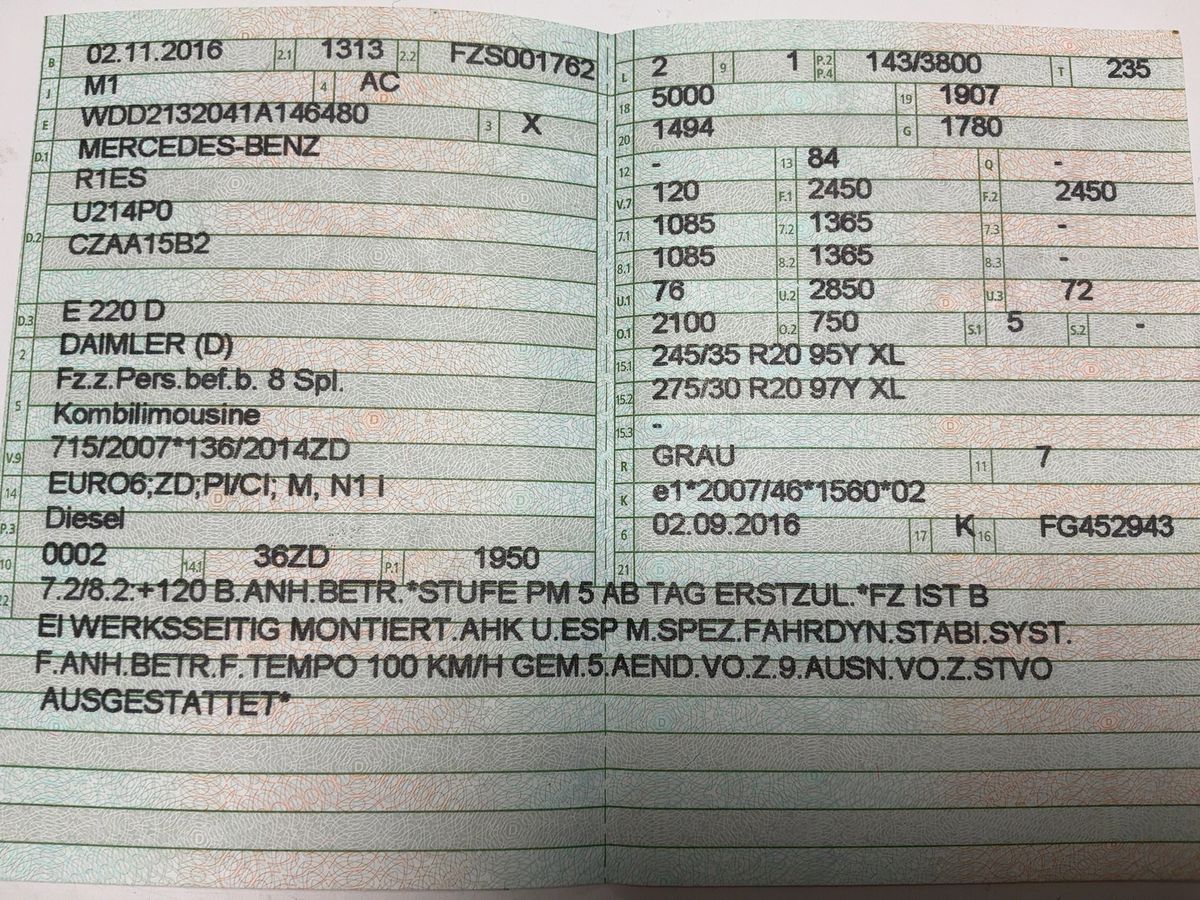 B 02.11.2016 2.1 1313 2.2 FZS001762
J M1 4 AC
E WDD2132041A146480 3 X
D.1 MERCEDES-BENZ
R1ES
D.2 U214P0
CZAA15B2
D.3 E 220 D
2 DAIMLER (D)
5 Fz.z.Pers.bef.b. 8 Spl.
Kombilimousine
V.9 715/2007*136/2014ZD
14 EURO6;ZD;PI/CI; M, N1 I
P.3 Diesel
10 0002 14.1 36ZD P.1 1950
L 2 9 1 P.2 P.4 143/3800 T 235
18 5000 19 1907
20 1494 G 1780
12 - 13 84 Q -
V.7 120 F.1 2450 F.2 2450
7.1 1085 7.2 1365 7.3 -
8.1 1085 8.2 1365 8.3 -
U.1 76 U.2 2850 U.3 72
O.1 2100 O.2 750 S.1 5 S.2 -
15.1 245/35 R20 95Y XL
15.2 275/30 R20 97Y XL
15.3 -
R GRAU 11 7
K e1*2007/46*1560*02
6 02.09.2016 17 K 16 FG452943
21
22 7.2/8.2:+120 B.ANH.BETR.*STUFE PM 5 AB TAG ERSTZUL.*FZ IST B
EI WERKSSEITIG MONTIERT.AHK U.ESP M.SPEZ.FAHRDYN.STABI.SYST.
F.ANH.BETR.F.TEMPO 100 KM/H GEM.5.AEND.VO.Z.9.AUSN.VO.Z.STVO
AUSGESTATTET*